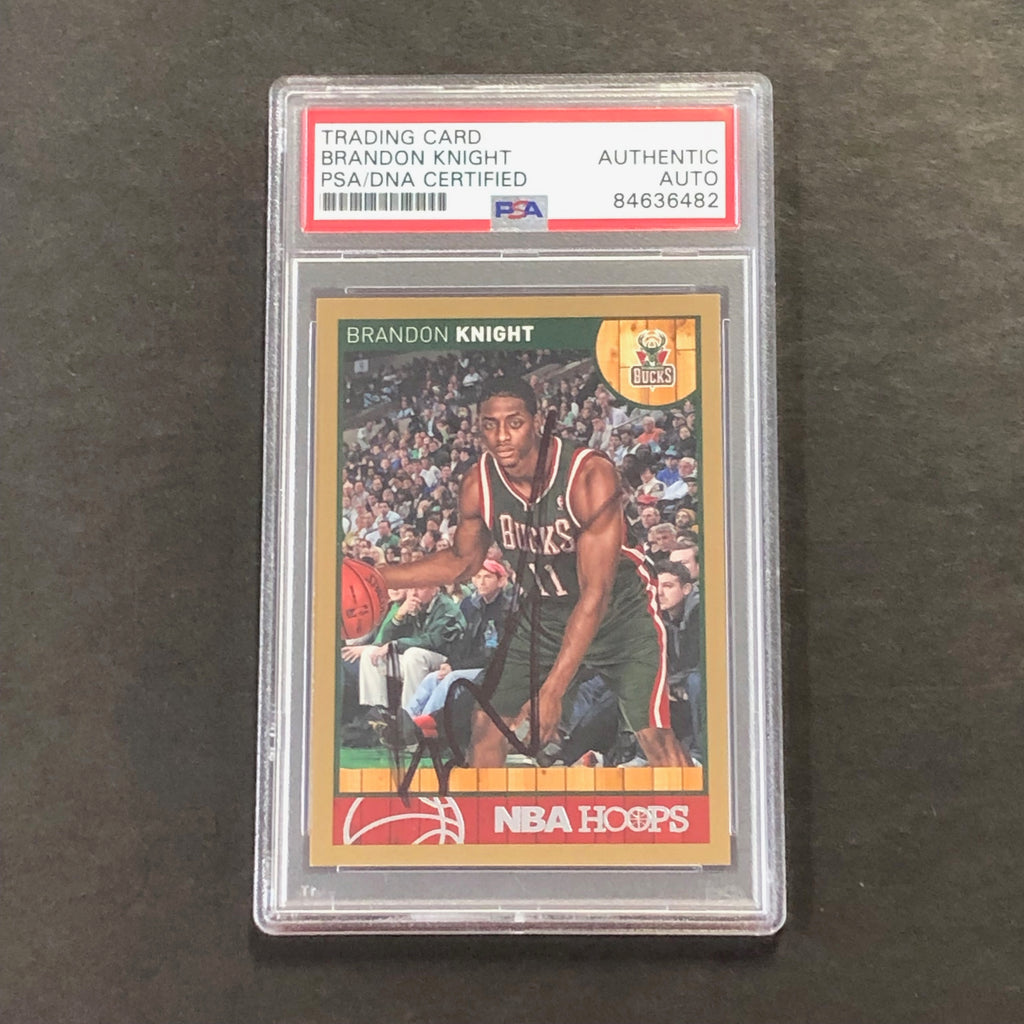 TRADING CARD
BRANDON KNIGHT
PSA/DNA CERTIFIED
AUTHENTIC
AUTO
84636482
PSA
BRANDON KNIGHT
BUCKS
BUCKS
11
NBA HOOPS